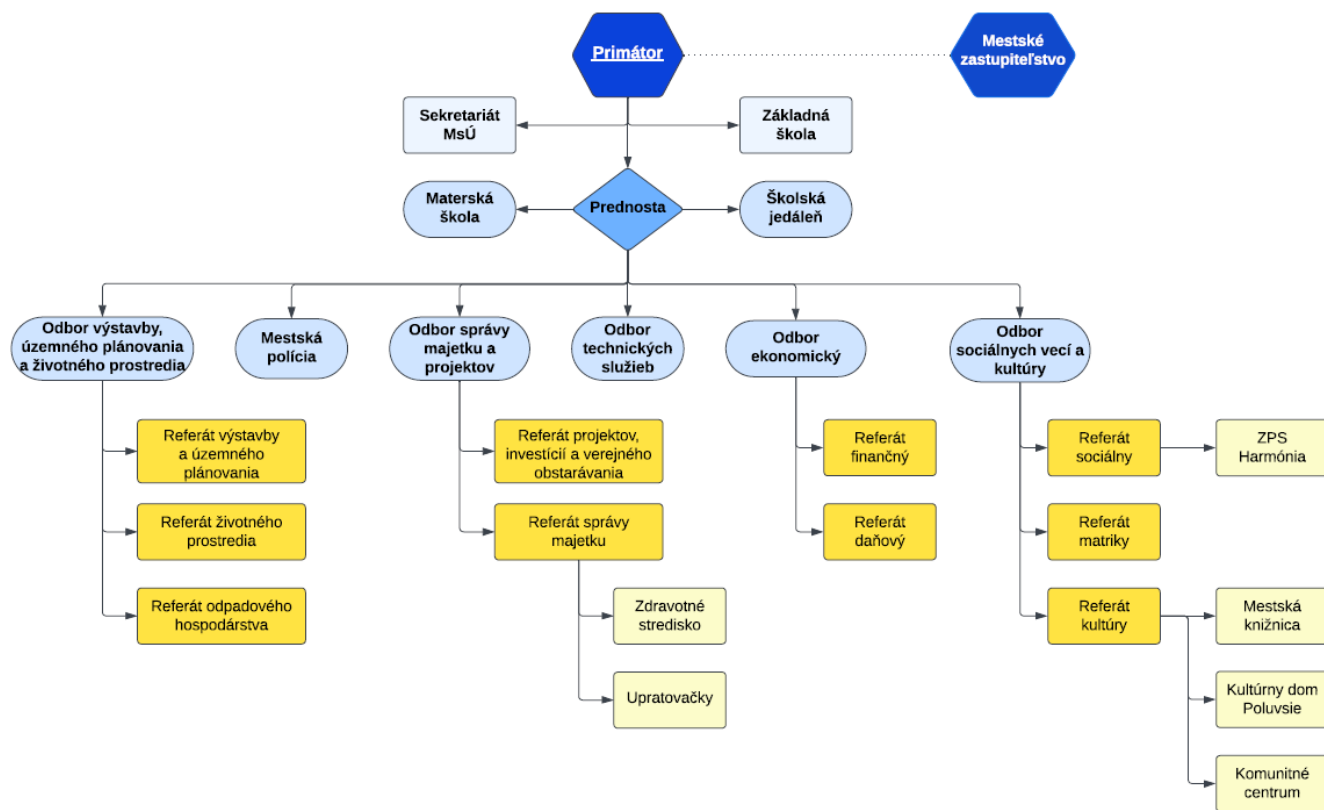 Primátor
Mestské
zastupiteľstvo
Sekretariát
MsÚ
Základná
škola
Materská
škola
Prednosta
Školská
jedáleň
Odbor výstavby,
územného plánovania
a životného prostredia
Mestská
polícia
Odbor správy
majetku a
projektov
Odbor
technických
služieb
Odbor
ekonomický
Odbor
sociálnych vecí a
kultúry
Referát výstavby
a územného
plánovania
Referát projektov,
investícií a verejného
obstarávania
Referát
finančný
Referát
sociálny
ZPS
Harmónia
Referát životného
prostredia
Referát správy
majetku
Referát
daňový
Referát
matriky
Referát odpadového
hospodárstva
Zdravotné
stredisko
Referát
kultúry
Mestská
knižnica
Upratovačky
Kultúrny dom
Poluvsie
Komunitné
centrum